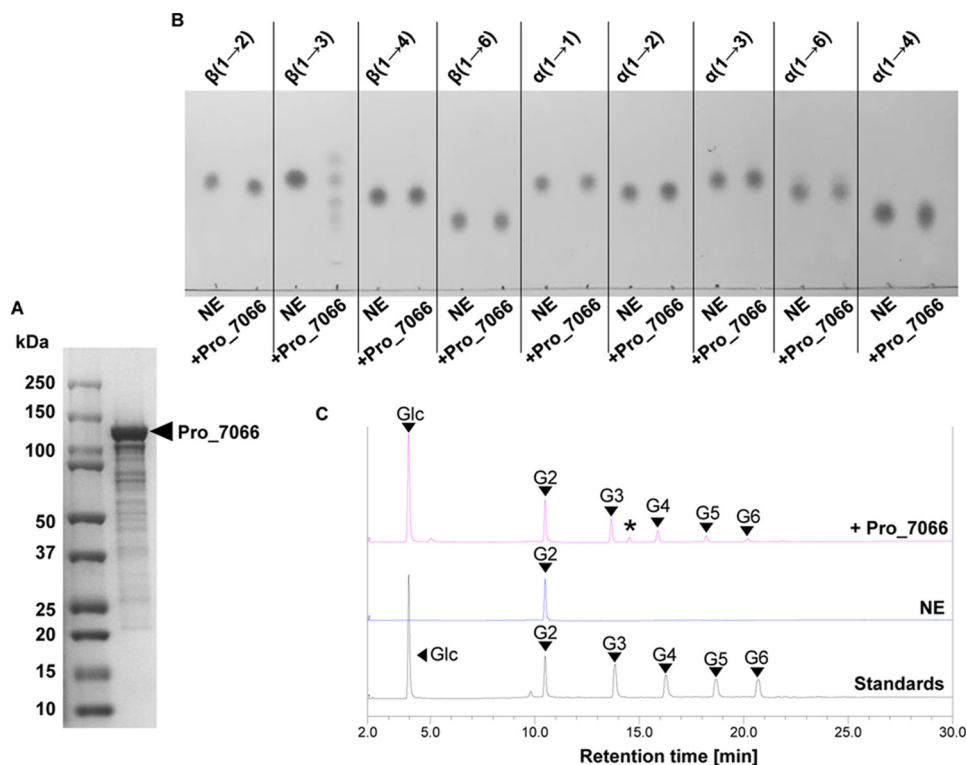 B
β(1→2)
β(1→3)
β(1→4)
β(1→6)
α(1→1)
α(1→2)
α(1→3)
α(1→6)
α(1→4)
NE
+Pro_7066
NE
+Pro_7066
NE
+Pro_7066
NE
+Pro_7066
NE
+Pro_7066
NE
+Pro_7066
NE
+Pro_7066
NE
+Pro_7066
NE
+Pro_7066
A
kDa
250
150
100
50
37
25
20
15
10
Pro_7066
C
Glc
G2
G3
*
G4
G5
G6
+ Pro_7066
G2
NE
Glc
G2
G3
G4
G5
G6
Standards
2.0 5.0 10.0 15.0 20.0 25.0 30.0
Retention time [min]